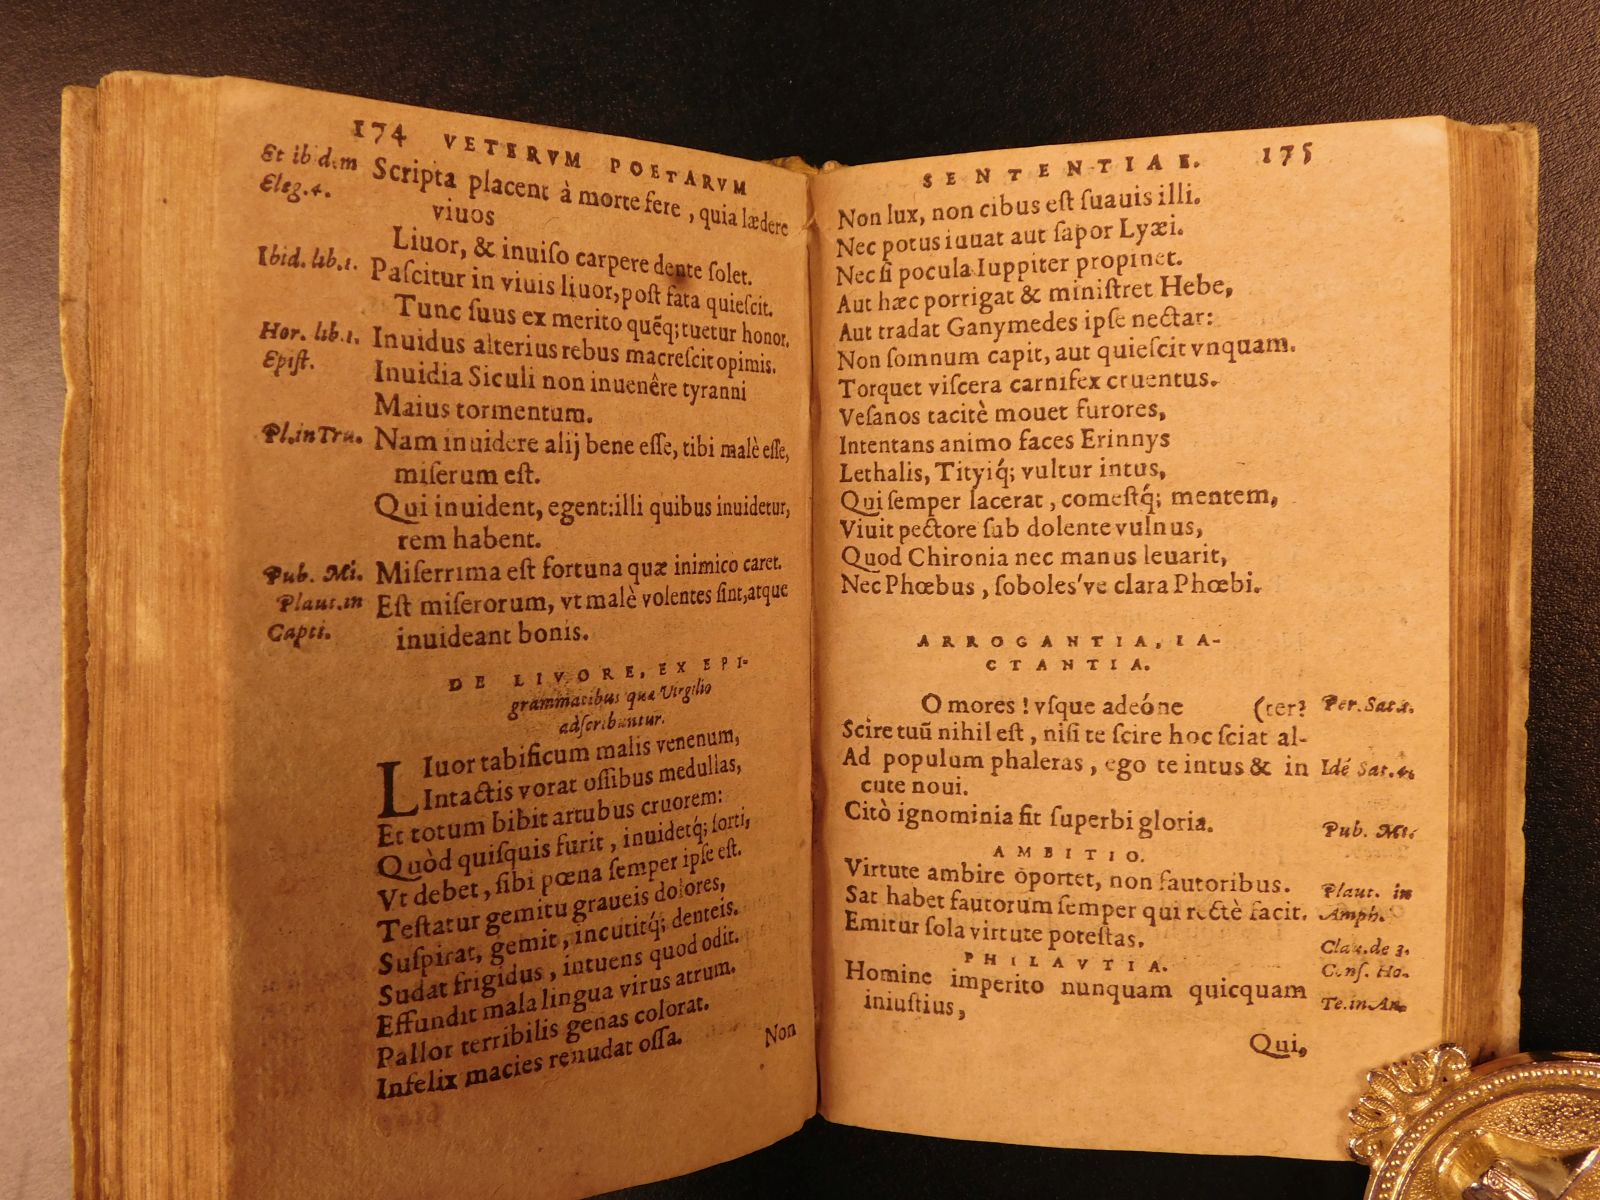 174 VETERVM POETARVM
Et ibidem Scripta placent à morte fere, quia lædere
Eleg. 4. viuos
Liuor, & inuiso carpere dente solet.
Ibid. lib. 1. Pascitur in viuis liuor, post fata quiescit.
Tunc suus ex merito quēq; tuetur honor.
Hor. lib. 1. Inuidus alterius rebus macrescit opimis.
Epist. Inuidia Siculi non inuenêre tyranni
Maius tormentum.
Pl. in Tru. Nam inuidere alij bene esse, tibi malè esse,
miserum est.
Qui inuident, egent: illi quibus inuidetur,
rem habent.
Pub. Mi. Miserrima est fortuna quæ inimico caret.
Plaut. in Est miserorum, vt malè volentes sint, atque
Capti. inuideant bonis.
DE LIVORE, EX EPI-
grammatibus quæ Virgilio
adscribuntur.
LIuor tabificum malis venenum,
Intactis vorat ossibus medullas,
Et totum bibit artubus cruorem:
Quòd quisquis furit, inuidetq́; sorti,
Vt debet, sibi pœna semper ipse est.
Testatur gemitu graueis dolores,
Suspirat, gemit, incutitq́; denteis.
Sudat frigidus, intuens quod odit.
Effundit mala lingua virus atrum.
Pallor terribilis genas colorat.
Infelix macies renudat ossa.
Non
SENTENTIAE. 175
Non lux, non cibus est suauis illi.
Nec potus iuuat aut sapor Lyæi.
Nec si pocula Iuppiter propinet.
Aut hæc porrigat & ministret Hebe,
Aut tradat Ganymedes ipse nectar:
Non somnum capit, aut quiescit vnquam.
Torquet viscera carnifex cruentus.
Vesanos tacitè mouet furores,
Intentans animo faces Erinnys
Lethalis, Tityiq́; vultur intus,
Qui semper lacerat, comestq́; mentem,
Viuit pectore sub dolente vulnus,
Quod Chironia nec manus leuarit,
Nec Phœbus, soboles've clara Phœbi.
ARROGANTIA, IA-
CTANTIA.
O mores! vsque adeóne (ter? Per. Sat. 1.
Scire tuū nihil est, nisi te scire hoc sciat al-
Ad populum phaleras, ego te intus & in Idē Sat. 4.
cute noui.
Citò ignominia fit superbi gloria. Pub. Mi.
AMBITIO.
Virtute ambire oportet, non fautoribus. Plaut. in
Sat habet fautorum semper qui rectè facit. Amph.
Emitur sola virtute potestas. Clau. de 3.
PHILAVTIA. Cons. Ho.
Homine imperito nunquam quicquam Te. in An.
iniustius,
Qui,